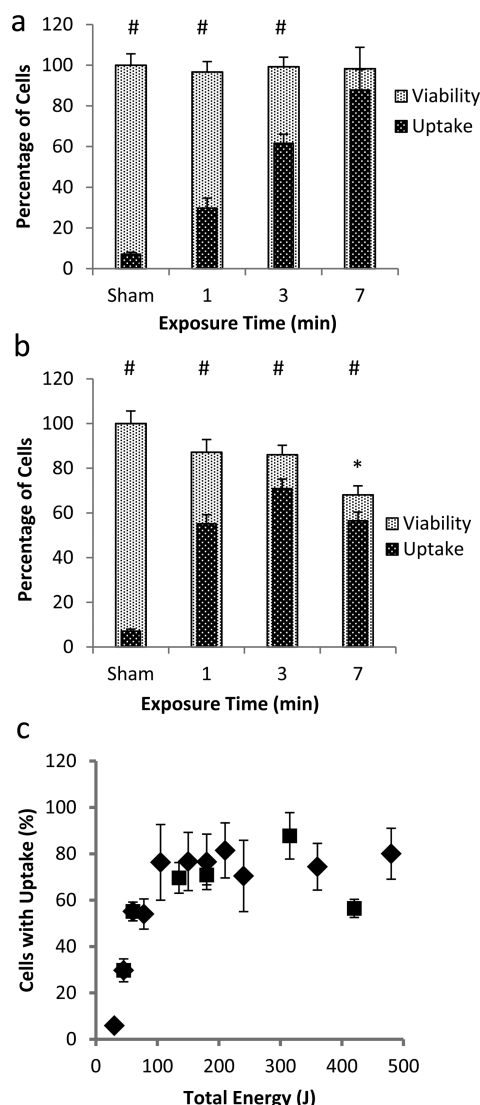 a
# # #
120
100
80
60
40
20
0
Percentage of Cells
Viability
Uptake
Sham 1 3 7
Exposure Time (min)
b
# # # #
120
100
80
60
40
20
0
Percentage of Cells
*
Viability
Uptake
Sham 1 3 7
Exposure Time (min)
c
120
100
80
60
40
20
0
Cells with Uptake (%)
0 100 200 300 400 500
Total Energy (J)